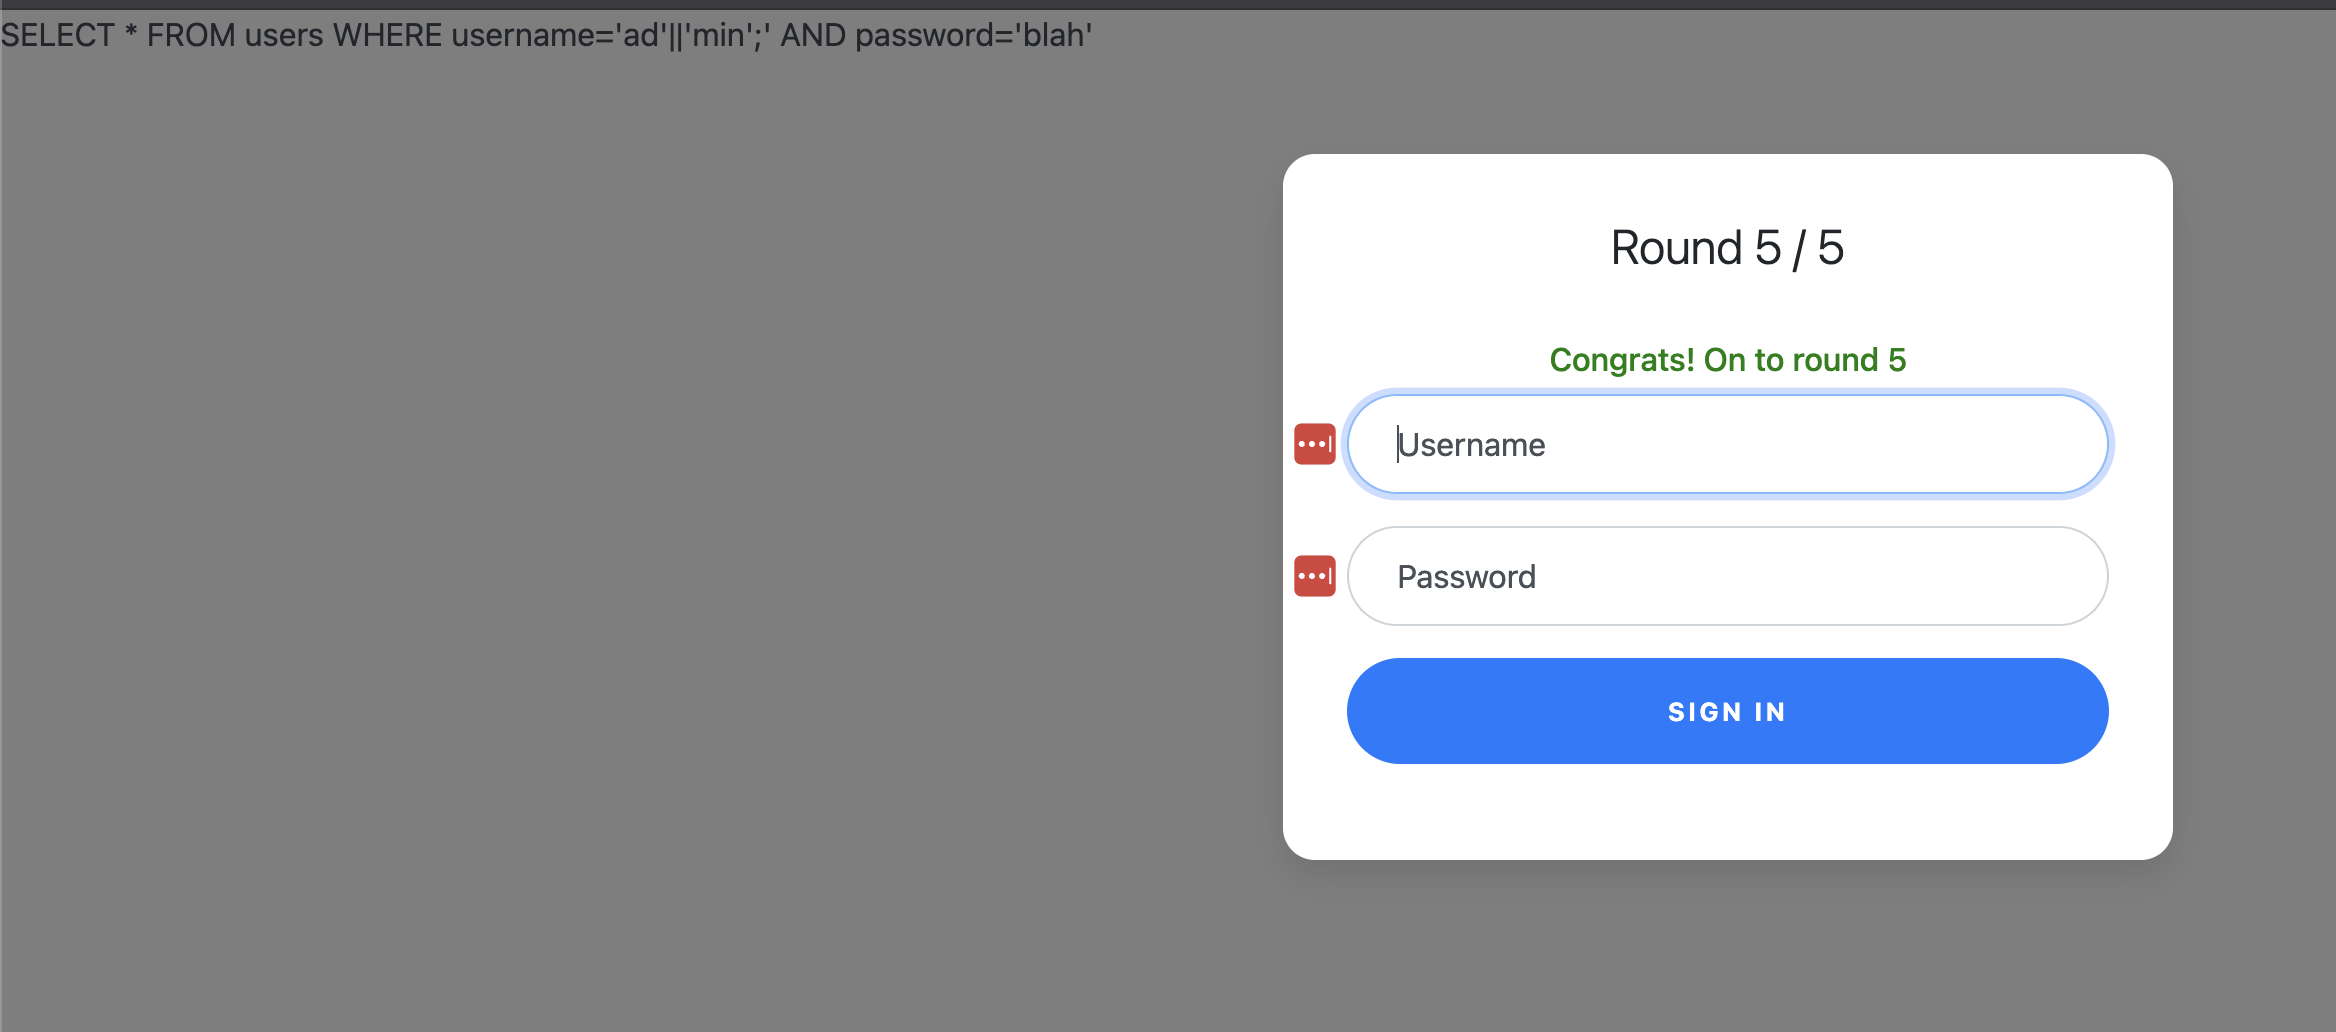 SELECT * FROM users WHERE username='ad'||'min';' AND password='blah'
Round 5 / 5
Congrats! On to round 5
Username
Password
SIGN IN